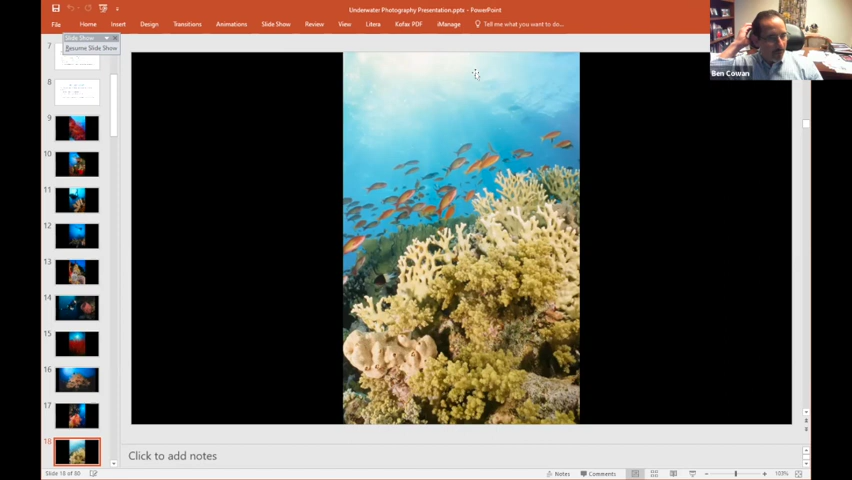 Underwater Photography Presentation.pptx - PowerPoint
File Home Insert Design Transitions Animations Slide Show Review View Litera Kofax PDF iManage Tell me what you want to do...
Slide Show
Resume Slide Show
Ben Cowan
7
8
9
10
11
12
13
14
15
16
17
18
Click to add notes
Slide 18 of 80 Notes Comments 103%